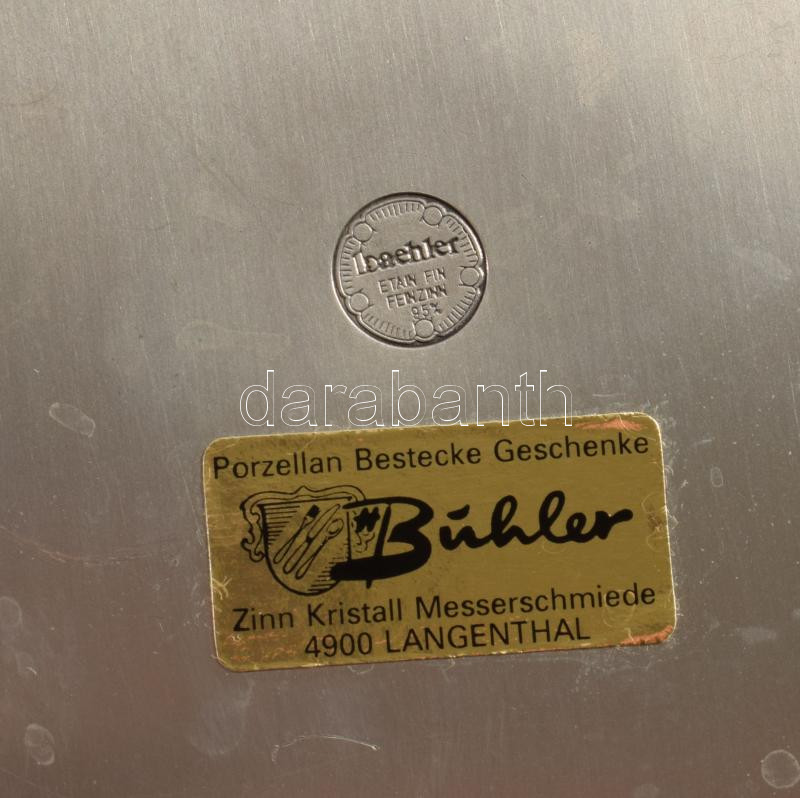 baehler
ETAIN FIN
FEINZINN
95%
darabanth
Porzellan Bestecke Geschenke
Bühler
Zinn Kristall Messerschmiede
4900 LANGENTHAL